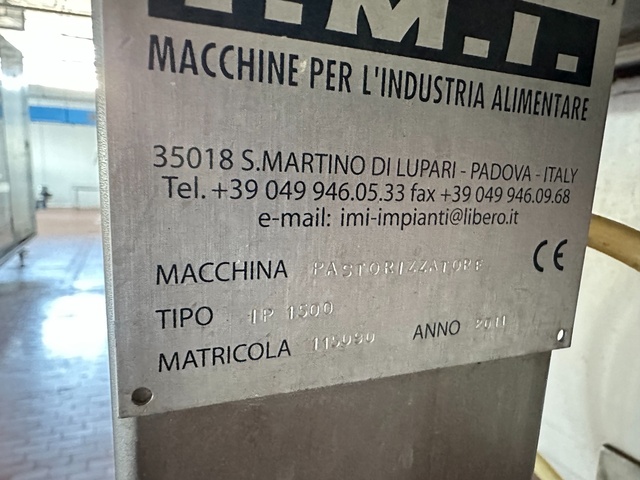 I.M.I.
MACCHINE PER L'INDUSTRIA ALIMENTARE
35018 S.MARTINO DI LUPARI - PADOVA - ITALY
Tel. +39 049 946.05.33 fax +39 049 946.09.68
e-mail: imi-impianti@libero.it
MACCHINA PASTORIZZATORE CE
TIPO IP 1500
MATRICOLA ANNO 2011